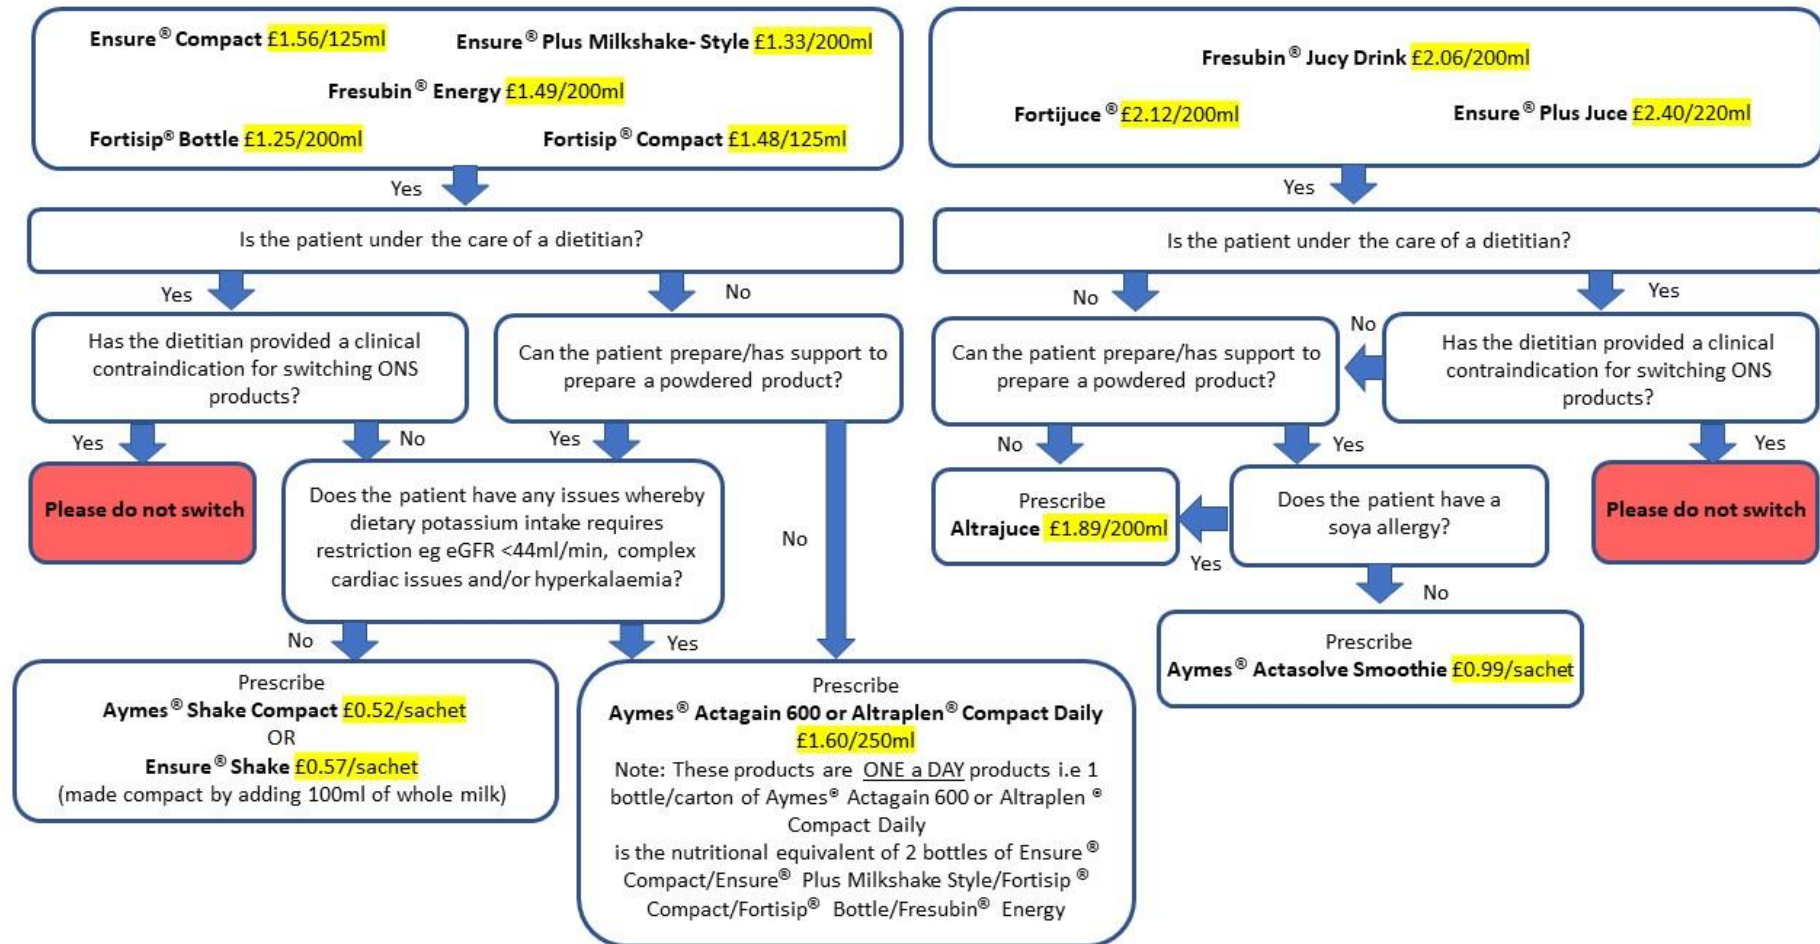 Ensure® Compact £1.56/125ml
Ensure® Plus Milkshake- Style £1.33/200ml
Fresubin® Energy £1.49/200ml
Fortisip® Bottle £1.25/200ml
Fortisip® Compact £1.48/125ml
Yes
Is the patient under the care of a dietitian?
Yes
No
Has the dietitian provided a clinical
contraindication for switching ONS
products?
Can the patient prepare/has support to
prepare a powdered product?
Yes
No
Yes
No
Please do not switch
Does the patient have any issues whereby
dietary potassium intake requires
restriction eg eGFR <44ml/min, complex
cardiac issues and/or hyperkalaemia?
No
Yes
Prescribe
Aymes® Shake Compact £0.52/sachet
OR
Ensure® Shake £0.57/sachet
(made compact by adding 100ml of whole milk)
Prescribe
Aymes® Actagain 600 or Altraplen® Compact Daily
£1.60/250ml
Note: These products are ONE a DAY products i.e 1
bottle/carton of Aymes® Actagain 600 or Altraplen ®
Compact Daily
is the nutritional equivalent of 2 bottles of Ensure ®
Compact/Ensure® Plus Milkshake Style/Fortisip ®
Compact/Fortisip® Bottle/Fresubin® Energy
Fresubin® Jucy Drink £2.06/200ml
Fortijuce® £2.12/200ml
Ensure® Plus Juce £2.40/220ml
Yes
Is the patient under the care of a dietitian?
No
Yes
Can the patient prepare/has support to
prepare a powdered product?
No
Has the dietitian provided a clinical
contraindication for switching ONS
products?
No
Yes
Yes
Prescribe
Altrajuce £1.89/200ml
Does the patient have a
soya allergy?
Please do not switch
Yes
No
Prescribe
Aymes® Actasolve Smoothie £0.99/sachet